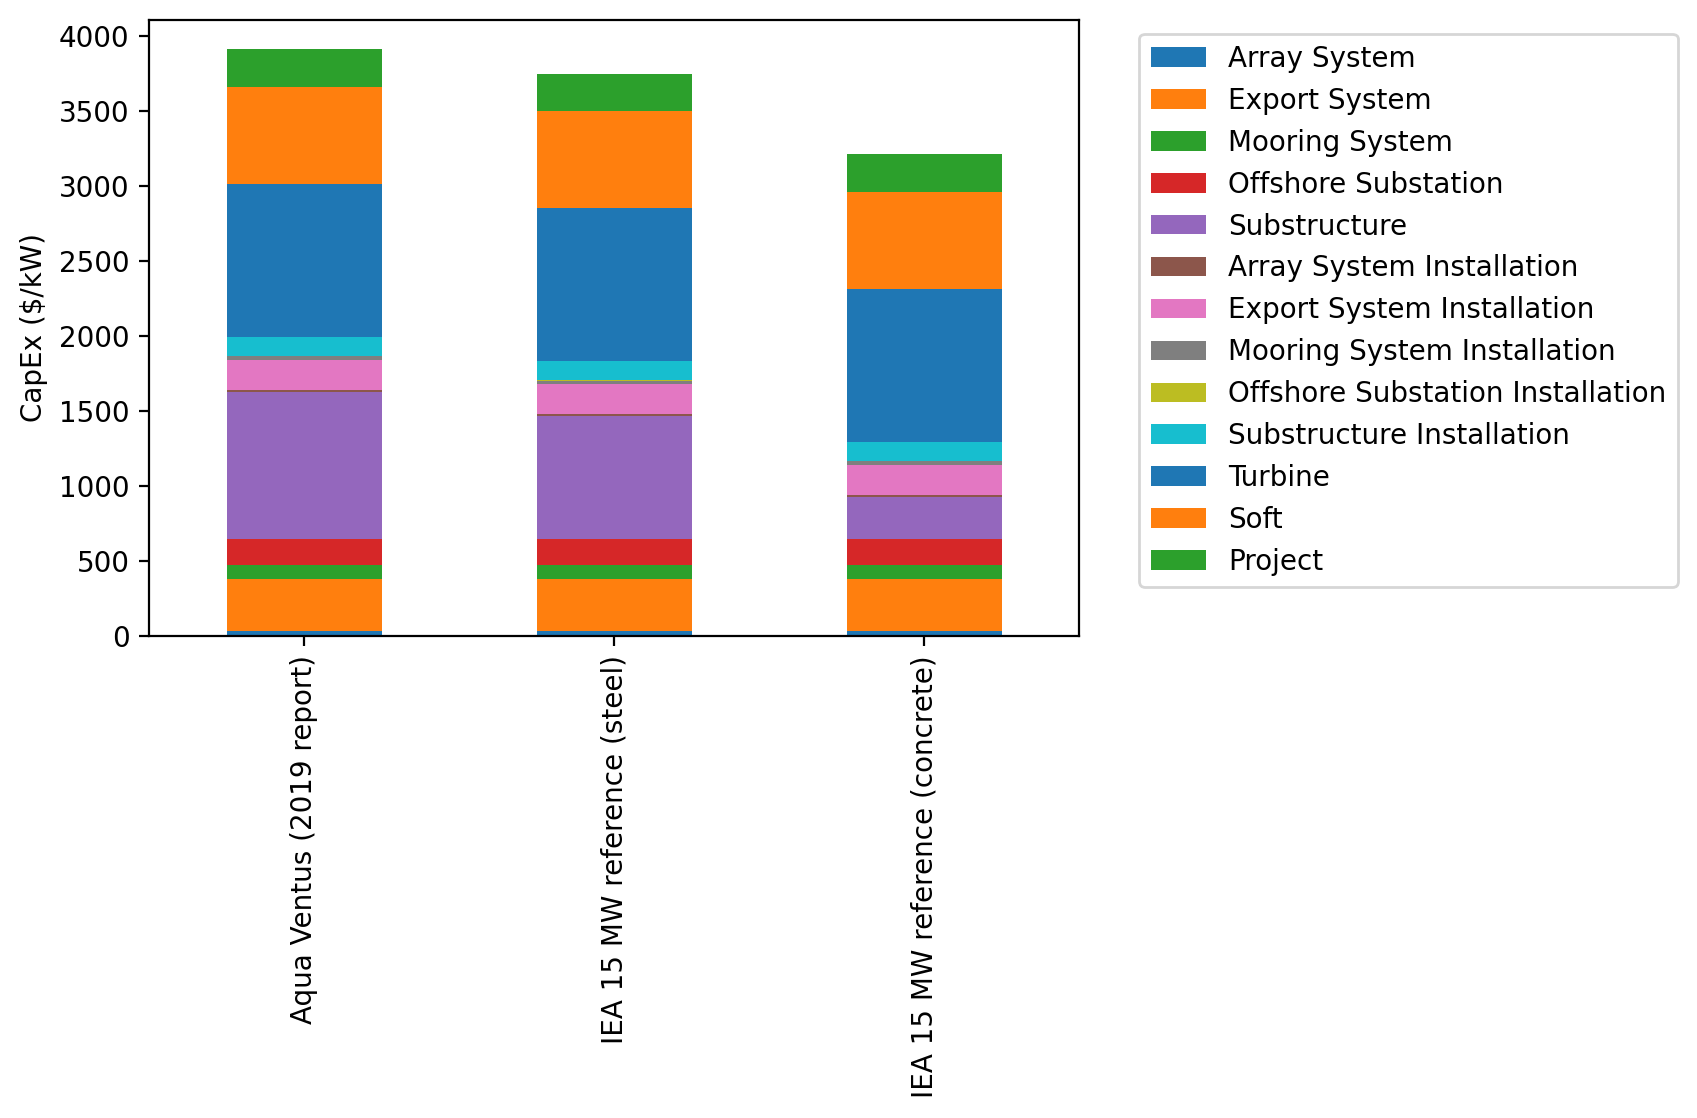 4000
3500
3000
2500
2000
1500
1000
500
0
CapEx ($/kW)
Aqua Ventus (2019 report)
IEA 15 MW reference (steel)
IEA 15 MW reference (concrete)
Array System
Export System
Mooring System
Offshore Substation
Substructure
Array System Installation
Export System Installation
Mooring System Installation
Offshore Substation Installation
Substructure Installation
Turbine
Soft
Project